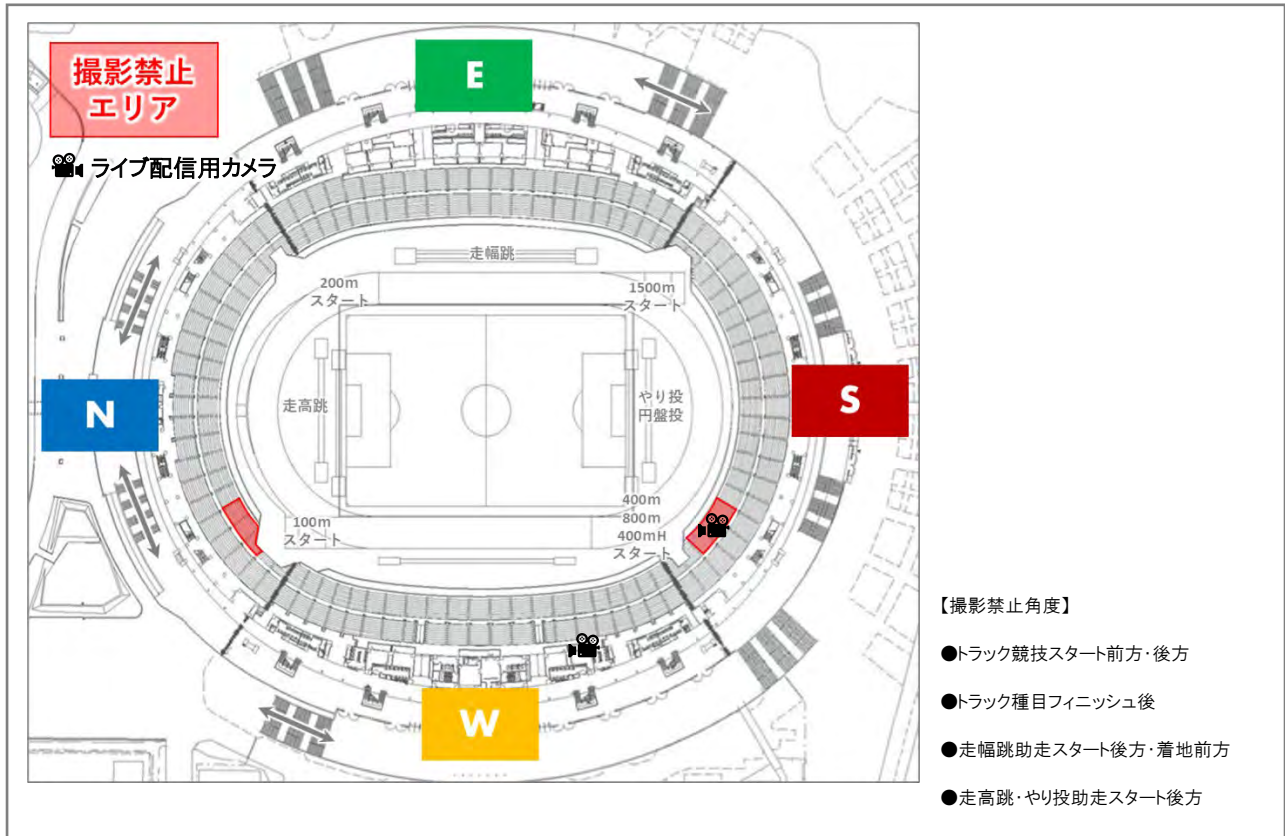 撮影禁止
エリア
ライブ配信用カメラ
E
走幅跳
200m
スタート
1500m
スタート
N
走高跳
やり投
円盤投
S
100m
スタート
400m
800m
400mH
スタート
W
【撮影禁止角度】
●トラック競技スタート前方・後方
●トラック種目フィニッシュ後
●走幅跳助走スタート後方・着地前方
●走高跳・やり投助走スタート後方